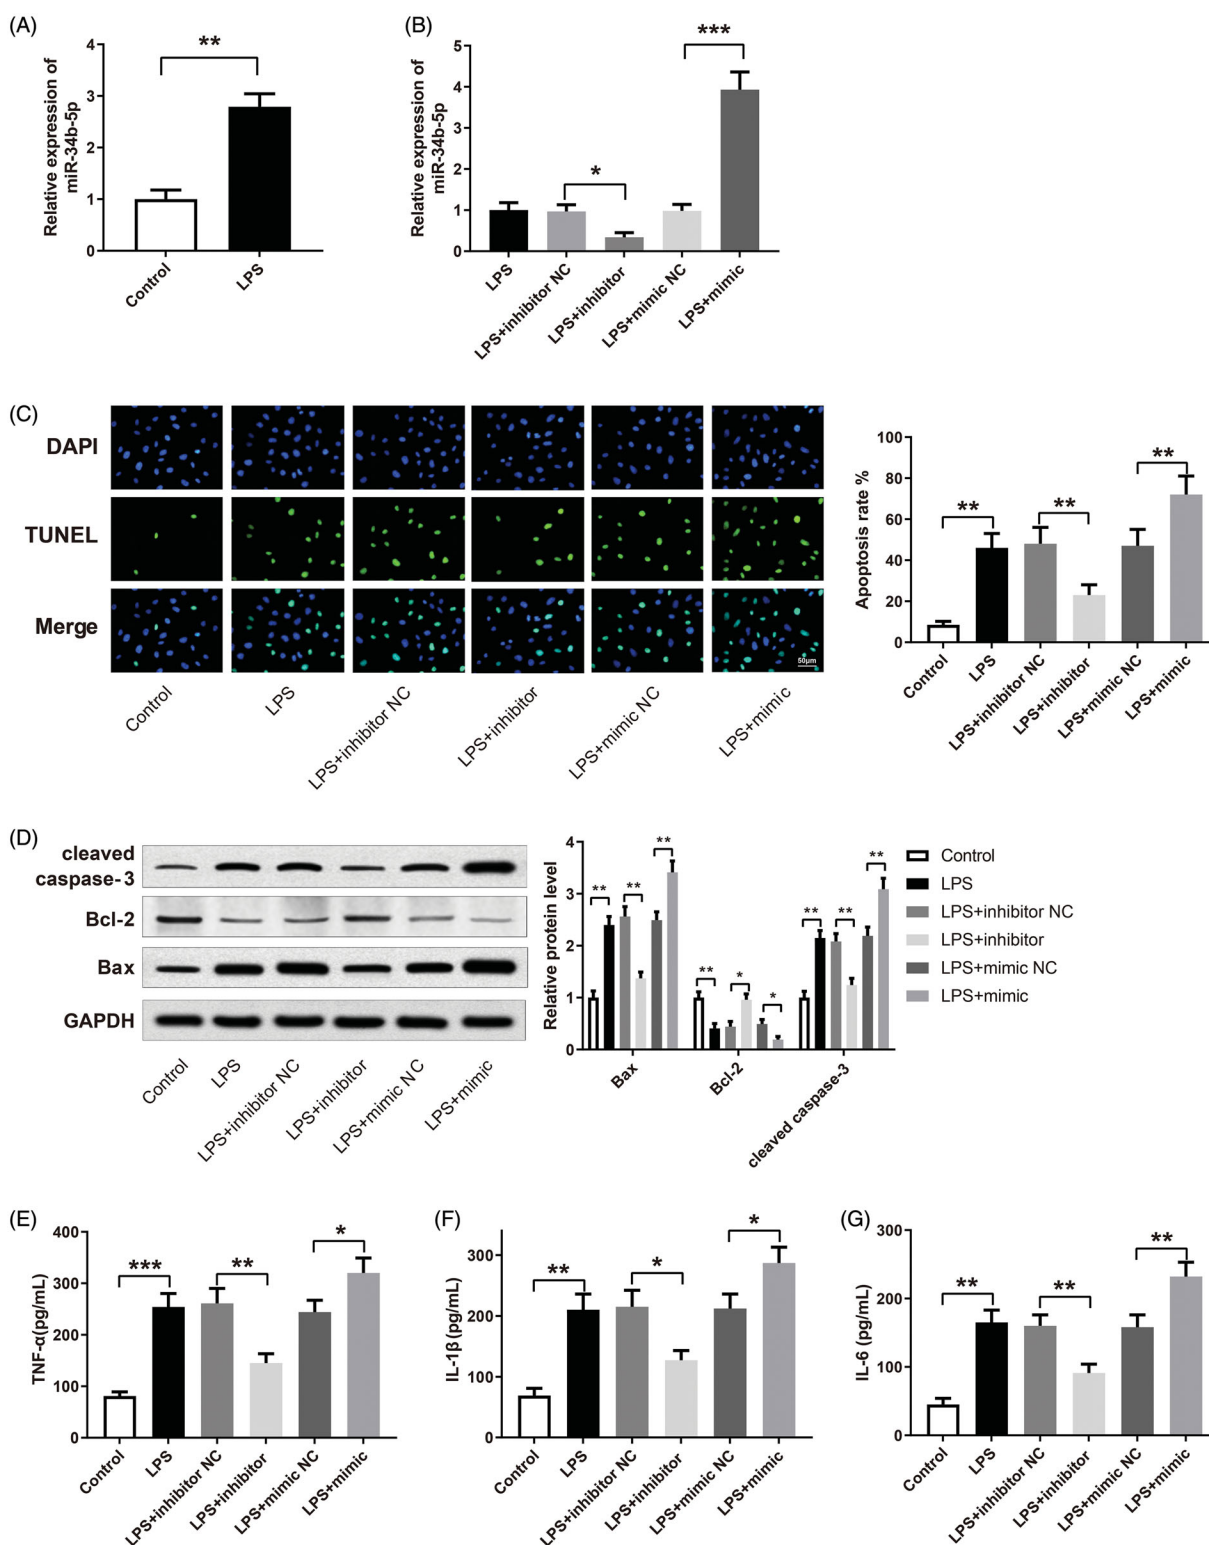 (A)
Relative expression of
miR-34b-5p
4
3
2
1
0
**
Control
LPS
(B)
Relative expression of
miR-34b-5p
5
4
3
2
1
0
*
***
LPS
LPS+inhibitor NC
LPS+inhibitor
LPS+mimic NC
LPS+mimic
(C)
DAPI
TUNEL
Merge
50μm
Control
LPS
LPS+inhibitor NC
LPS+inhibitor
LPS+mimic NC
LPS+mimic
Apoptosis rate %
100
80
60
40
20
0
**
**
**
Control
LPS
LPS+inhibitor NC
LPS+inhibitor
LPS+mimic NC
LPS+mimic
(D)
cleaved
caspase-3
Bcl-2
Bax
GAPDH
Control
LPS
LPS+inhibitor NC
LPS+inhibitor
LPS+mimic NC
LPS+mimic
Relative protein level
4
3
2
1
0
**
**
**
**
*
*
**
**
**
Bax
Bcl-2
cleaved caspase-3
Control
LPS
LPS+inhibitor NC
LPS+inhibitor
LPS+mimic NC
LPS+mimic
(E)
TNF-α(pg/mL)
400
300
200
100
0
***
**
*
Control
LPS
LPS+inhibitor NC
LPS+inhibitor
LPS+mimic NC
LPS+mimic
(F)
IL-1β (pg/mL)
300
200
100
0
**
*
*
Control
LPS
LPS+inhibitor NC
LPS+inhibitor
LPS+mimic NC
LPS+mimic
(G)
IL-6 (pg/mL)
300
200
100
0
**
**
**
Control
LPS
LPS+inhibitor NC
LPS+inhibitor
LPS+mimic NC
LPS+mimic